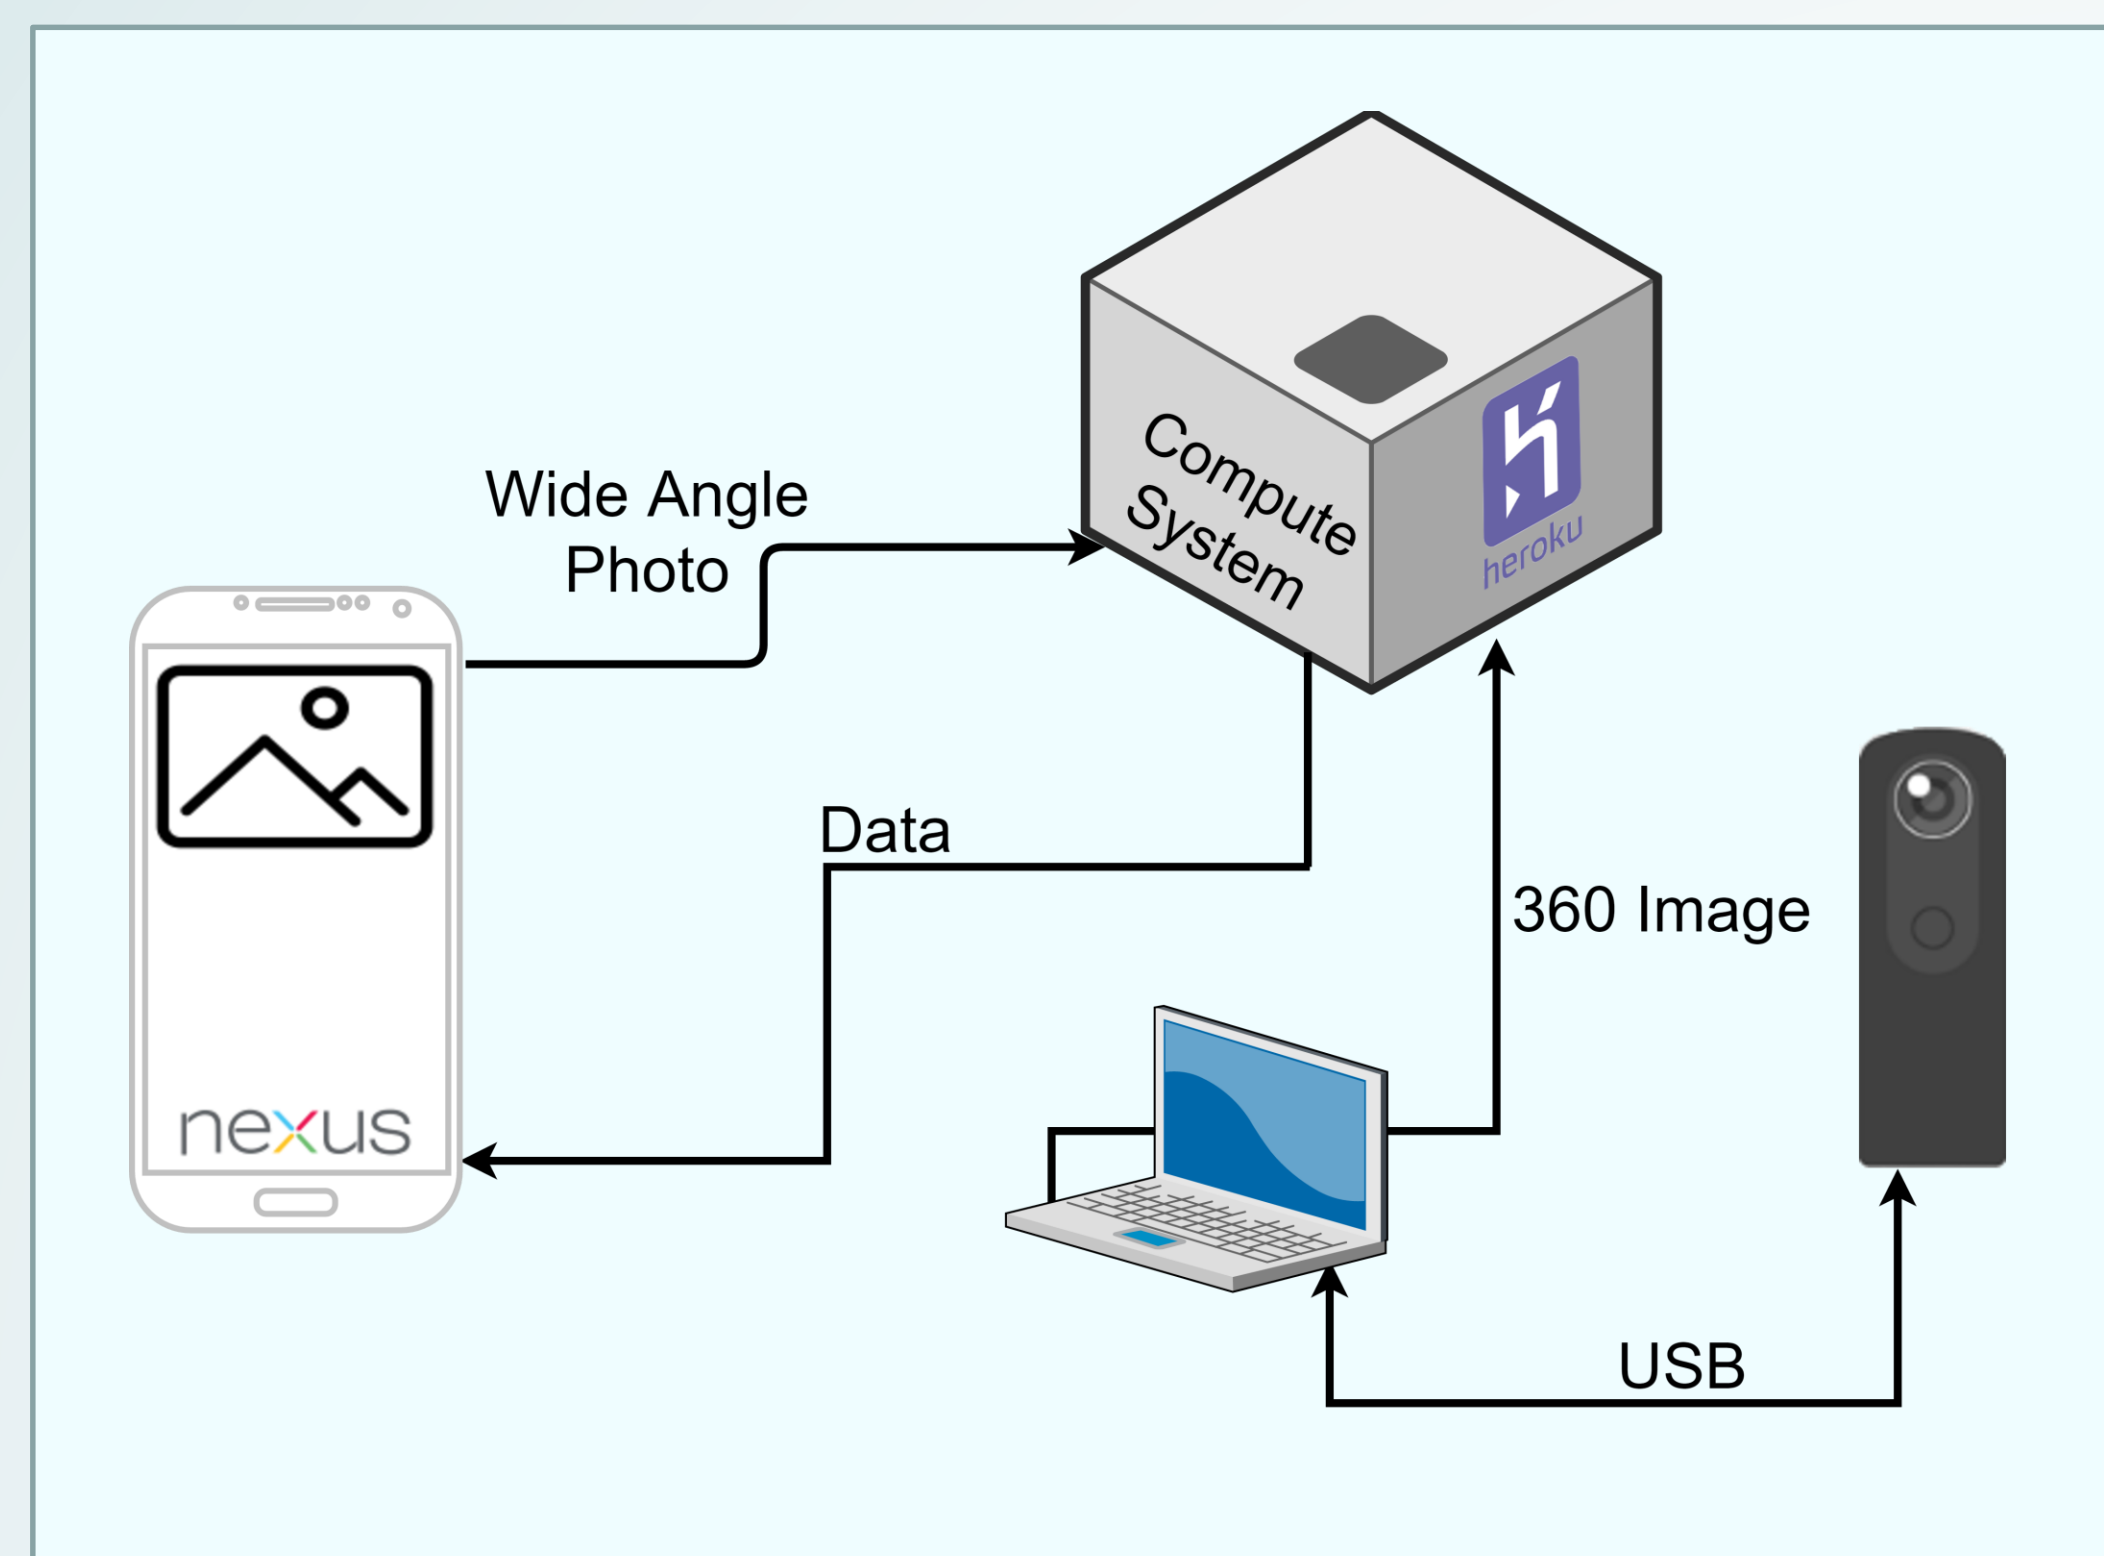 Wide Angle
Photo
Compute
System
heroku
Data
360 Image
nexus
USB